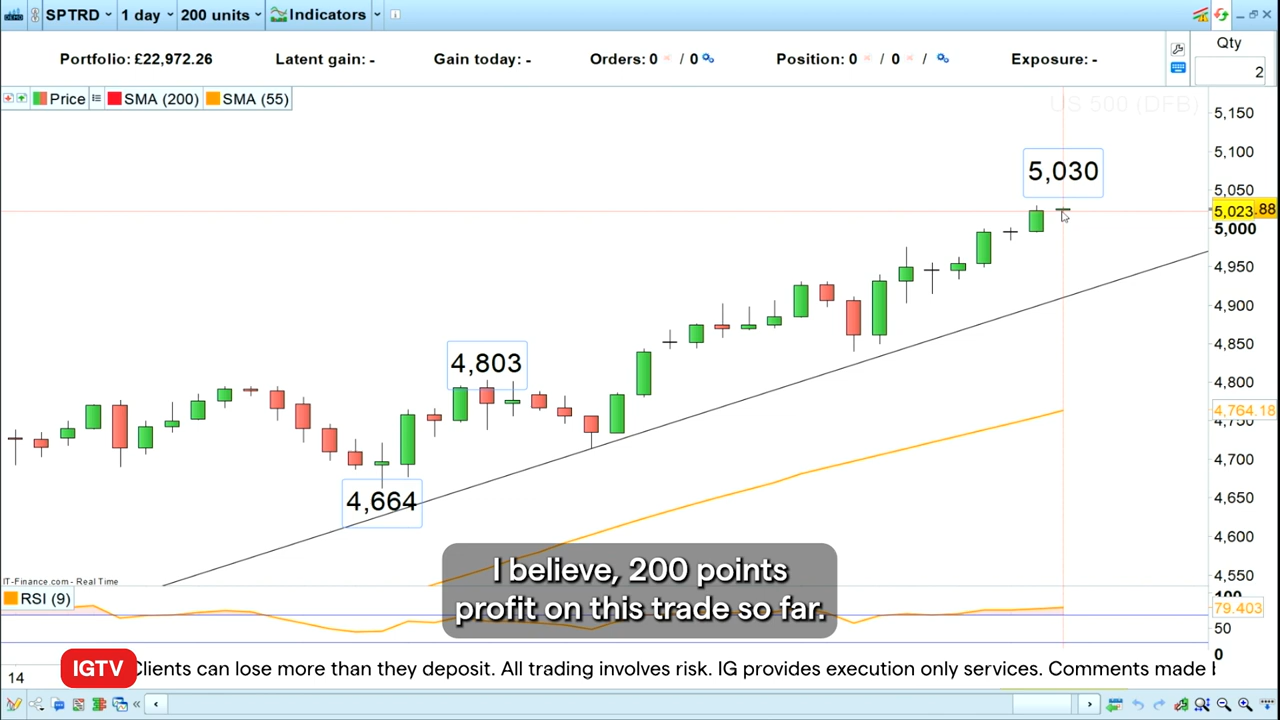 SPTRD 1 day 200 units Indicators
Portfolio: £22,972.26 Latent gain: - Gain today: - Orders: 0 / 0 Position: 0 / 0 / Exposure: - Qty
2
Price SMA (200) SMA (55)
US 500 (DFB)
5,150
5,100
5,030
5,050
5,023.88
5,000
4,950
4,900
4,850
4,803
4,800
4,764.18
4,750
4,700
4,664
4,650
4,600
4,550
I believe, 200 points
profit on this trade so far.
IT-Finance.com - Real Time
RSI (9)
100
79.403
50
0
IGTV Clients can lose more than they deposit. All trading involves risk. IG provides execution only services. Comments made
14